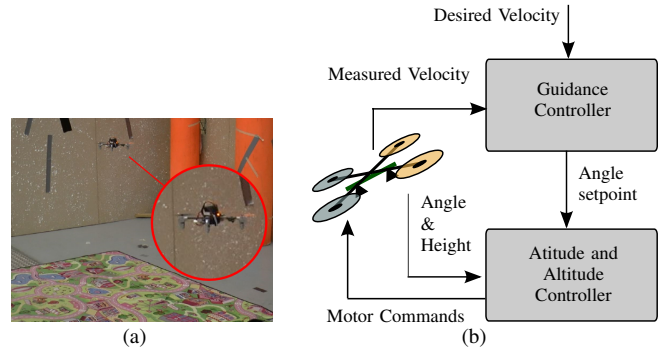 Desired Velocity
Measured Velocity
Guidance
Controller
Angle
setpoint
Angle
&
Height
Atitude and
Altitude
Controller
Motor Commands
(a)
(b)